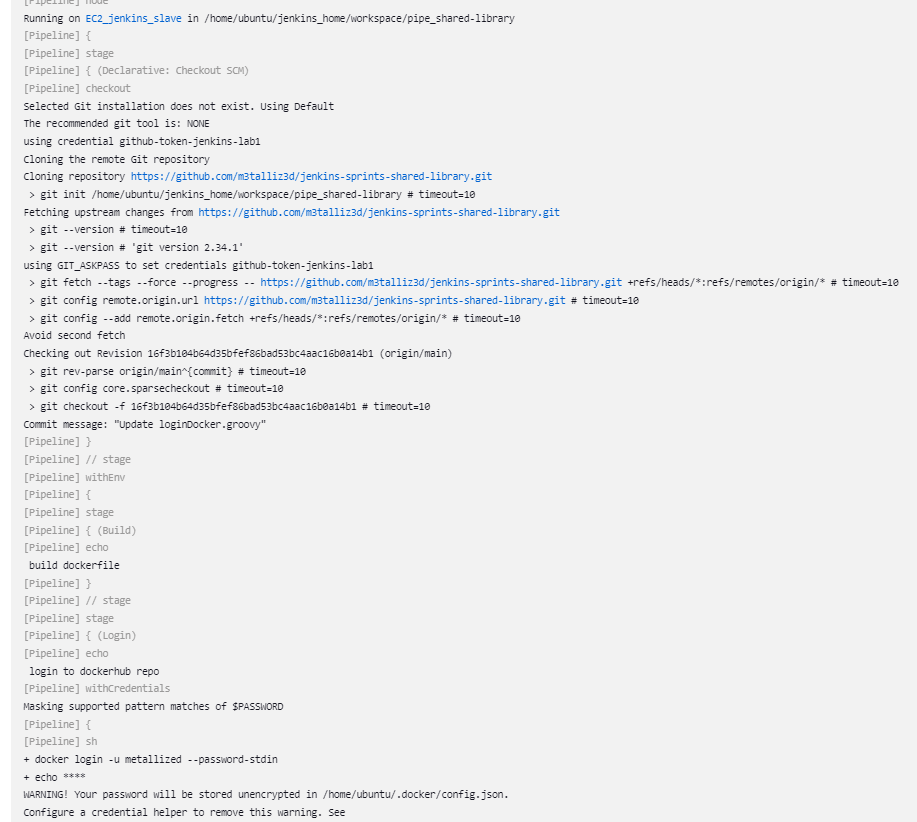 [Pipeline] node
Running on EC2_jenkins_slave in /home/ubuntu/jenkins_home/workspace/pipe_shared-library
[Pipeline] {
[Pipeline] stage
[Pipeline] { (Declarative: Checkout SCM)
[Pipeline] checkout
Selected Git installation does not exist. Using Default
The recommended git tool is: NONE
using credential github-token-jenkins-lab1
Cloning the remote Git repository
Cloning repository https://github.com/m3talliz3d/jenkins-sprints-shared-library.git
 > git init /home/ubuntu/jenkins_home/workspace/pipe_shared-library # timeout=10
Fetching upstream changes from https://github.com/m3talliz3d/jenkins-sprints-shared-library.git
 > git --version # timeout=10
 > git --version # 'git version 2.34.1'
using GIT_ASKPASS to set credentials github-token-jenkins-lab1
 > git fetch --tags --force --progress -- https://github.com/m3talliz3d/jenkins-sprints-shared-library.git +refs/heads/*:refs/remotes/origin/* # timeout=10
 > git config remote.origin.url https://github.com/m3talliz3d/jenkins-sprints-shared-library.git # timeout=10
 > git config --add remote.origin.fetch +refs/heads/*:refs/remotes/origin/* # timeout=10
Avoid second fetch
Checking out Revision 16f3b104b64d35bfef86bad53bc4aac16b0a14b1 (origin/main)
 > git rev-parse origin/main^{commit} # timeout=10
 > git config core.sparsecheckout # timeout=10
 > git checkout -f 16f3b104b64d35bfef86bad53bc4aac16b0a14b1 # timeout=10
Commit message: "Update loginDocker.groovy"
[Pipeline] }
[Pipeline] // stage
[Pipeline] withEnv
[Pipeline] {
[Pipeline] stage
[Pipeline] { (Build)
[Pipeline] echo
 build dockerfile
[Pipeline] }
[Pipeline] // stage
[Pipeline] stage
[Pipeline] { (Login)
[Pipeline] echo
 login to dockerhub repo
[Pipeline] withCredentials
Masking supported pattern matches of $PASSWORD
[Pipeline] {
[Pipeline] sh
+ docker login -u metallized --password-stdin
+ echo ****
WARNING! Your password will be stored unencrypted in /home/ubuntu/.docker/config.json.
Configure a credential helper to remove this warning. See